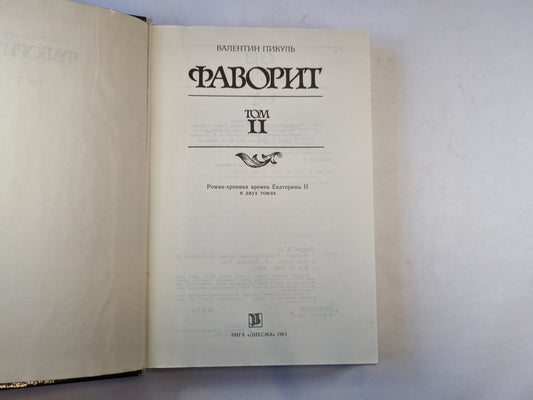 ВАЛЕНТИН ПИКУЛЬ
ФАВОРИТ
ТОМ
II
Роман-хроника времен Екатерины II
в двух томах
РИГА «ЛИЕСМА» 1991